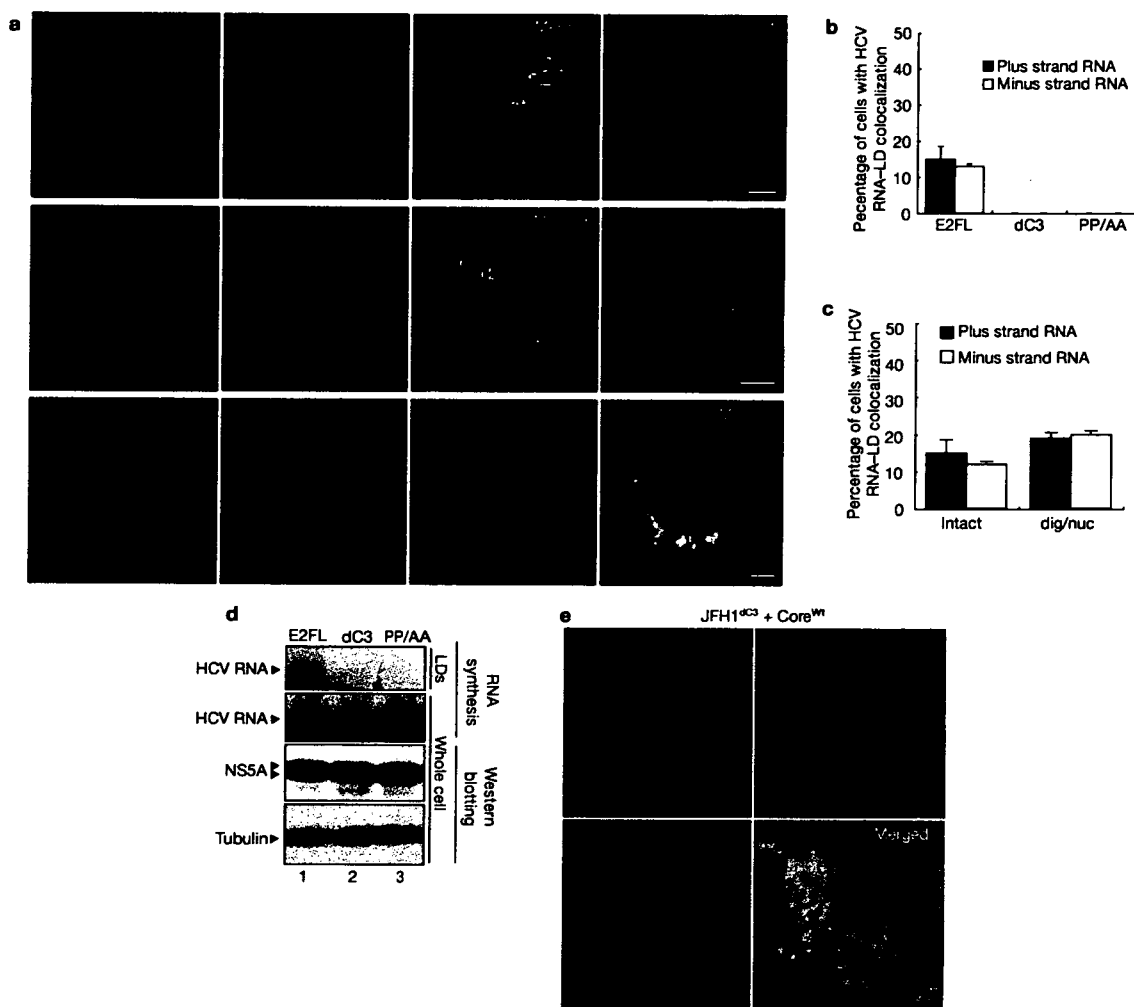 a
b
Pecentage of cells with HCV
RNA–LD colocalization
50
40
30
20
10
0
Plus strand RNA
Minus strand RNA
E2FL dC3 PP/AA
c
Percentage of cells with HCV
RNA–LD colocalization
50
40
30
20
10
0
Plus strand RNA
Minus strand RNA
Intact dig/nuc
d
E2FL dC3 PP/AA
HCV RNA
HCV RNA
NS5A
Tubulin
LDs
Whole cell
RNA
synthesis
Western
blotting
1 2 3
e
JFH1dC3 + CoreWt
Merged